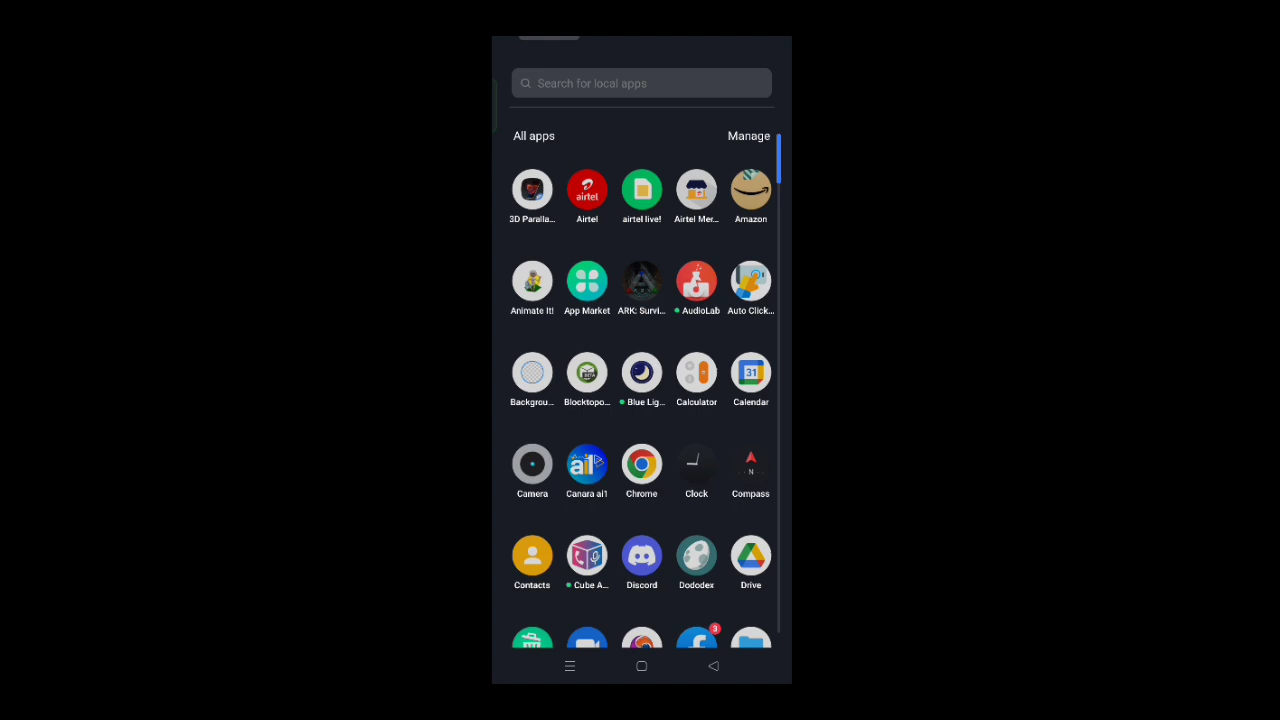 Search for local apps
All apps Manage
airtel
3D Paralla... Airtel airtel live! Airtel Mer... Amazon
Animate It! App Market ARK: Survi... AudioLab Auto Click...
BETA 31
Backgrou... Blocktopo... Blue Lig... Calculator Calendar
ai1 N
Camera Canara ai1 Chrome Clock Compass
Contacts Cube A... Discord Dododex Drive
3